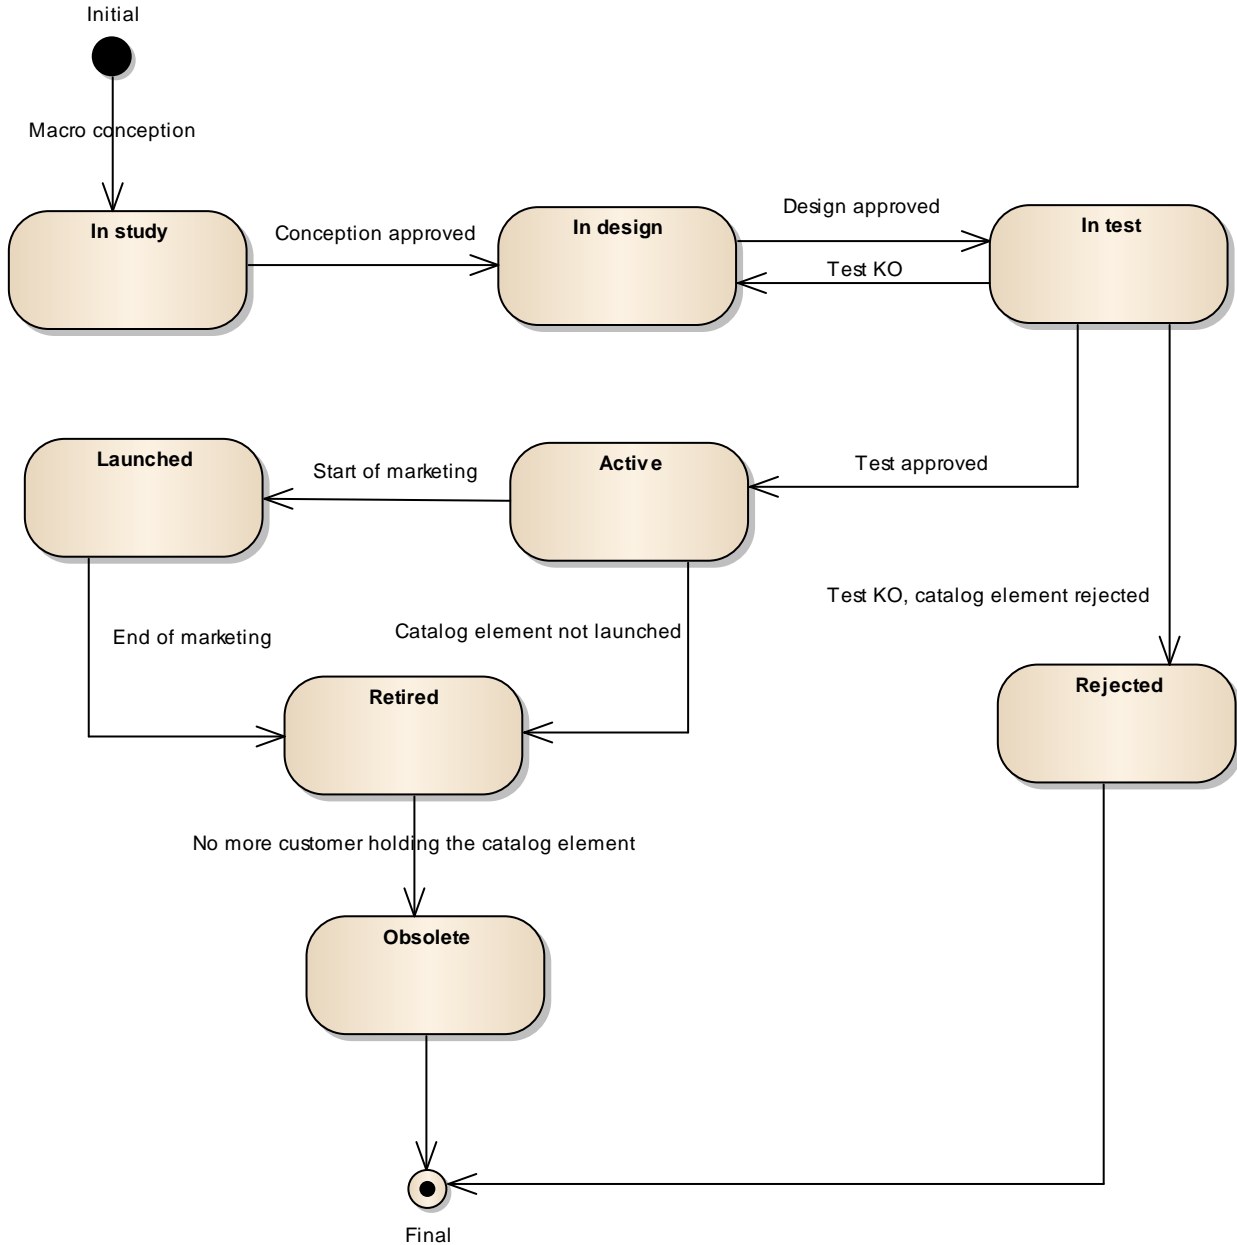 Initial
Macro conception
In study
Conception approved
In design
Design approved
Test KO
In test
Launched
Start of marketing
Active
Test approved
Test KO, catalog element rejected
End of marketing
Catalog element not launched
Retired
Rejected
No more customer holding the catalog element
Obsolete
Final